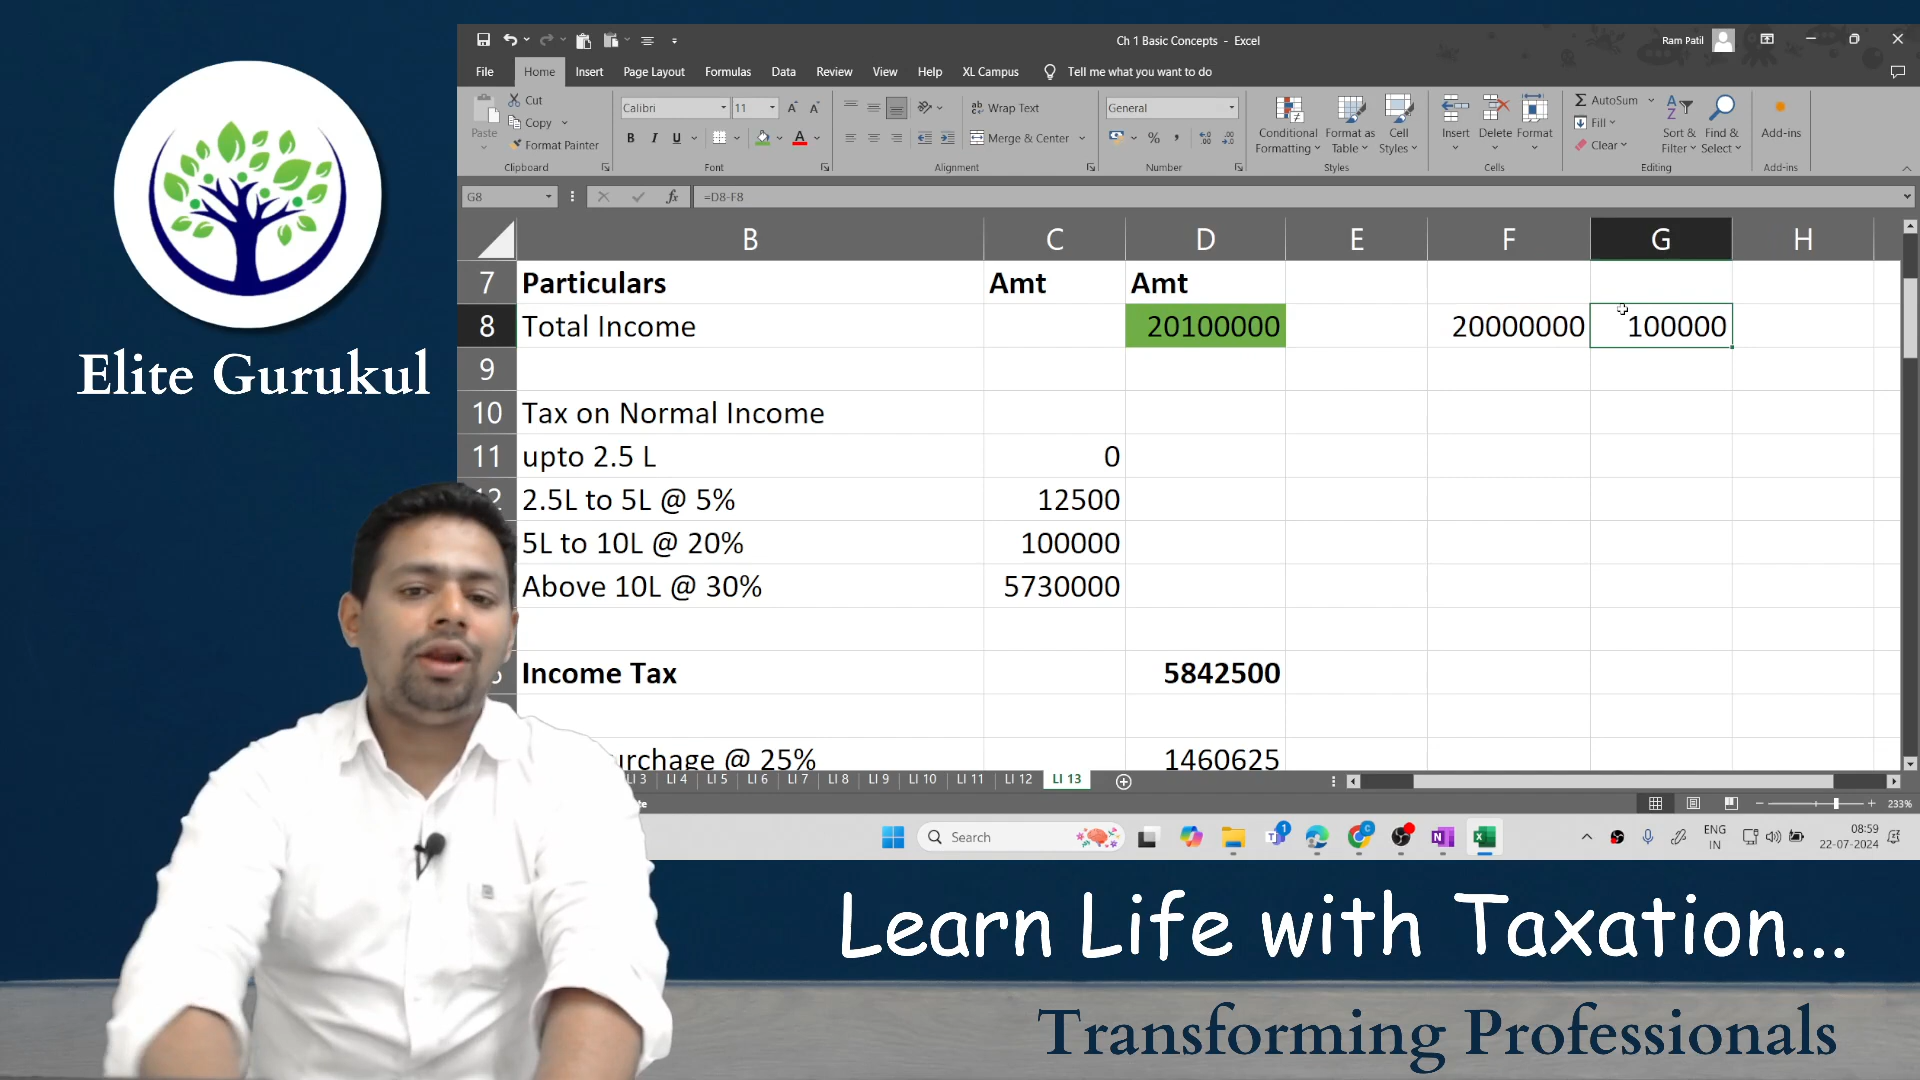 Elite Gurukul
Ch 1 Basic Concepts - Excel
Ram Patil
File Home Insert Page Layout Formulas Data Review View Help XL Campus Tell me what you want to do
Paste
Cut
Copy
Format Painter
Clipboard
Calibri 11
B I U
Font
Wrap Text
Merge & Center
Alignment
General
Number
Conditional Formatting
Format as Table
Cell Styles
Styles
Insert Delete Format
Cells
AutoSum
Fill
Clear
Sort & Filter
Find & Select
Editing
Add-ins
Add-ins
G8 fx =D8-F8
B C D E F G H
7 Particulars Amt Amt
8 Total Income 20100000 20000000 100000
9
10 Tax on Normal Income
11 upto 2.5 L 0
2.5L to 5L @ 5% 12500
5L to 10L @ 20% 100000
Above 10L @ 30% 5730000
Income Tax 5842500
urchage @ 25% 1460625
LI 3 LI 4 LI 5 LI 6 LI 7 LI 8 LI 9 LI 10 LI 11 LI 12 LI 13
233%
Search
ENG IN
08:59
22-07-2024
Learn Life with Taxation...
Transforming Professionals